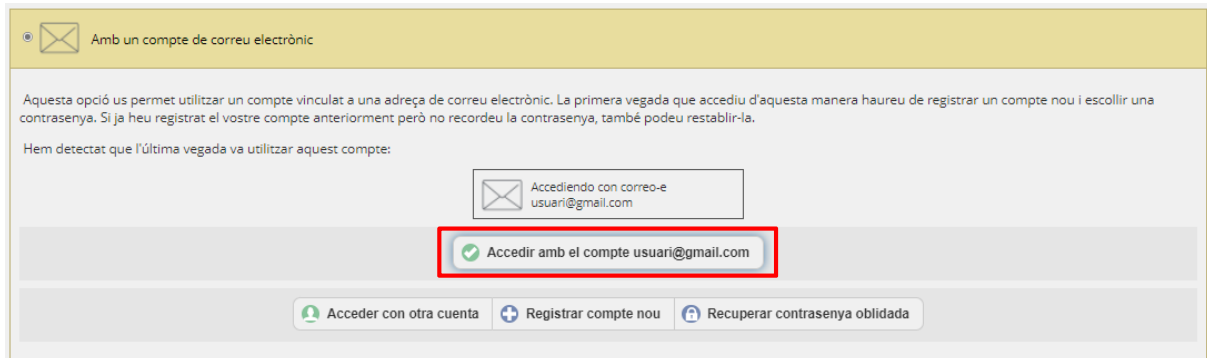 Amb un compte de correu electrònic
Aquesta opció us permet utilitzar un compte vinculat a una adreça de correu electrònic. La primera vegada que accediu d'aquesta manera haureu de registrar un compte nou i escollir una
contrasenya. Si ja heu registrat el vostre compte anteriorment però no recordeu la contrasenya, també podeu restablir-la.
Hem detectat que l'última vegada va utilitzar aquest compte:
Accediendo con correo-e
usuari@gmail.com
Accedir amb el compte usuari@gmail.com
Acceder con otra cuenta Registrar compte nou Recuperar contrasenya oblidada